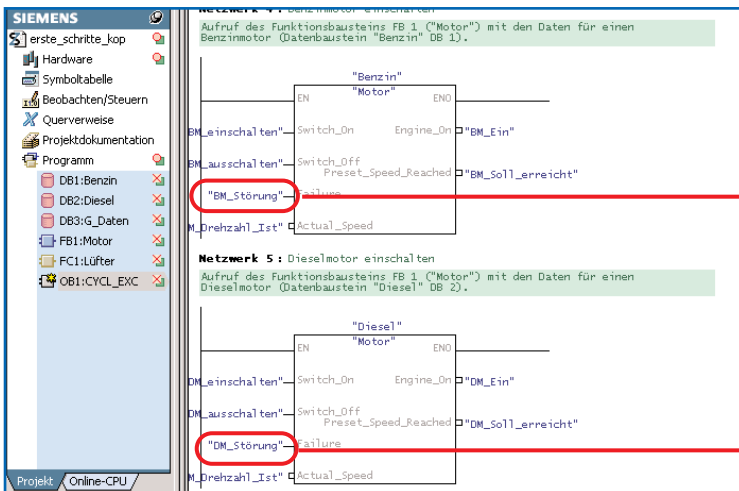 SIEMENS
erste_schritte_kop
Hardware
Symboltabelle
Beobachten/Steuern
Querverweise
Projektdokumentation
Programm
DB1:Benzin
DB2:Diesel
DB3:G_Daten
FB1:Motor
FC1:Lüfter
OB1:CYCL_EXC
Projekt
Online-CPU
Netzwerk 4 : Benzinmotor einschalten
Aufruf des Funktionsbausteins FB 1 ("Motor") mit den Daten für einen
Benzinmotor (Datenbaustein "Benzin" DB 1).
"Benzin"
"Motor"
EN ENO
BM_einschalten" Switch_On Engine_On "BM_Ein"
BM_ausschalten" Switch_Off
Preset_Speed_Reached "BM_Soll_erreicht"
"BM_Störung" Failure
M_Drehzahl_Ist" Actual_Speed
Netzwerk 5 : Dieselmotor einschalten
Aufruf des Funktionsbausteins FB 1 ("Motor") mit den Daten für einen
Dieselmotor (Datenbaustein "Diesel" DB 2).
"Diesel"
"Motor"
EN ENO
DM_einschalten" Switch_On Engine_On "DM_Ein"
DM_ausschalten" Switch_Off
Preset_Speed_Reached "DM_Soll_erreicht"
"DM_Störung" Failure
M_Drehzahl_Ist" Actual_Speed